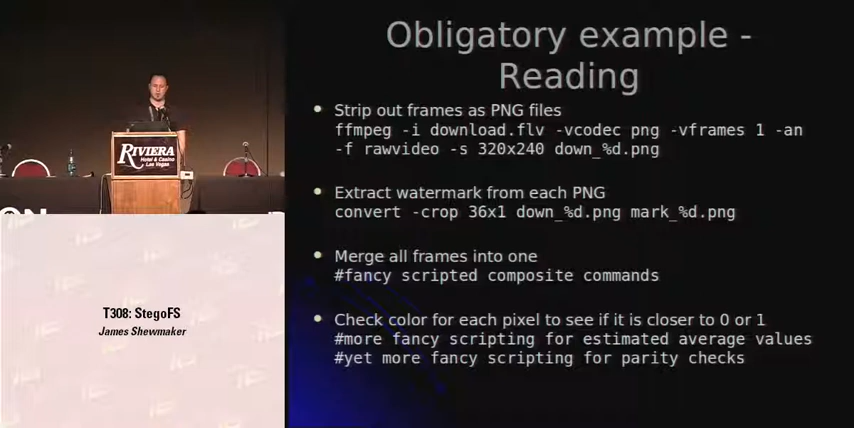 Obligatory example -
Reading
Strip out frames as PNG files
ffmpeg -i download.flv -vcodec png -vframes 1 -an
-f rawvideo -s 320x240 down_%d.png
Extract watermark from each PNG
convert -crop 36x1 down_%d.png mark_%d.png
Merge all frames into one
#fancy scripted composite commands
Check color for each pixel to see if it is closer to 0 or 1
#more fancy scripting for estimated average values
#yet more fancy scripting for parity checks
RIVIERA
Hotel & Casino
Las Vegas
T308: StegoFS
James Shewmaker